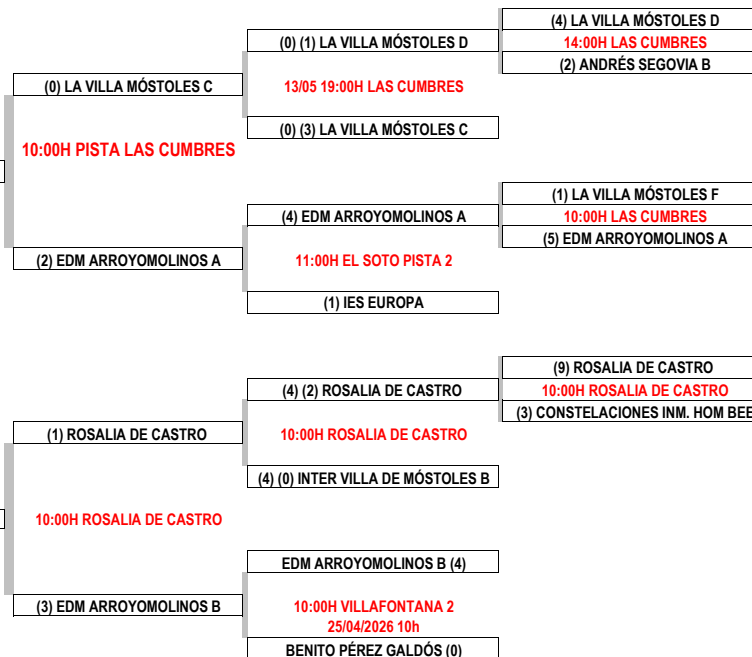 (4) LA VILLA MÓSTOLES D
(0) (1) LA VILLA MÓSTOLES D
14:00H LAS CUMBRES
(2) ANDRÉS SEGOVIA B
(0) LA VILLA MÓSTOLES C
13/05 19:00H LAS CUMBRES
(0) (3) LA VILLA MÓSTOLES C
10:00H PISTA LAS CUMBRES
(1) LA VILLA MÓSTOLES F
(4) EDM ARROYOMOLINOS A
10:00H LAS CUMBRES
(5) EDM ARROYOMOLINOS A
(2) EDM ARROYOMOLINOS A
11:00H EL SOTO PISTA 2
(1) IES EUROPA
(9) ROSALIA DE CASTRO
(4) (2) ROSALIA DE CASTRO
10:00H ROSALIA DE CASTRO
(3) CONSTELACIONES INM. HOM BEE
(1) ROSALIA DE CASTRO
10:00H ROSALIA DE CASTRO
(4) (0) INTER VILLA DE MÓSTOLES B
10:00H ROSALIA DE CASTRO
EDM ARROYOMOLINOS B (4)
(3) EDM ARROYOMOLINOS B
10:00H VILLAFONTANA 2
25/04/2026 10h
BENITO PÉREZ GALDÓS (0)